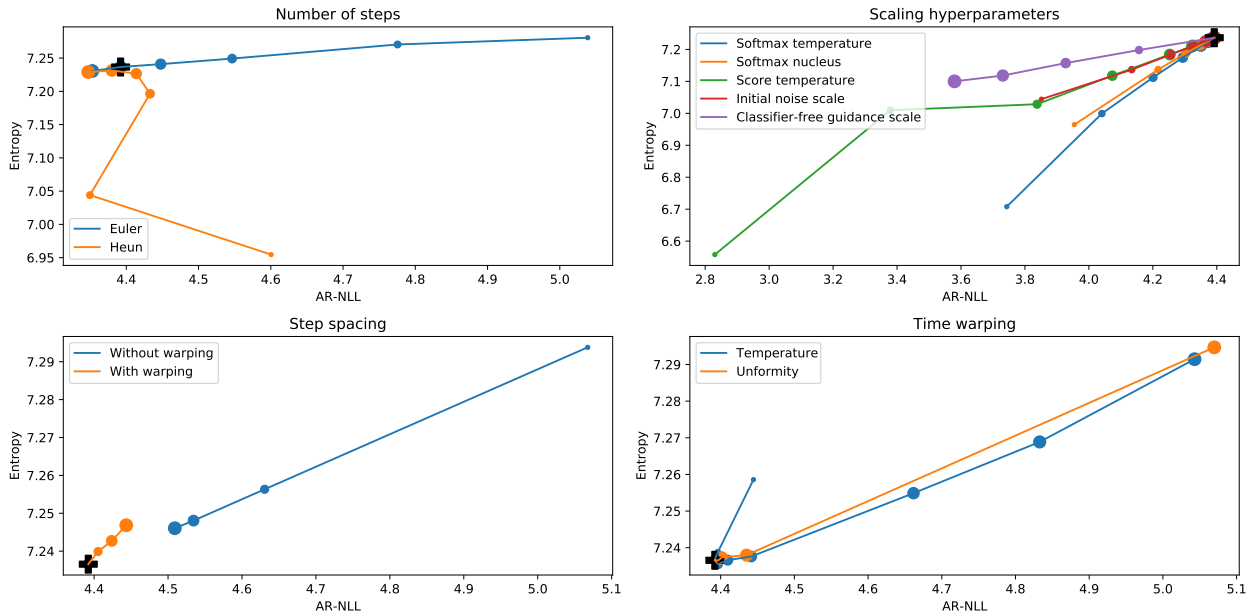 Number of steps
7.25
7.20
7.15
7.10
7.05
7.00
6.95
Entropy
Euler
Heun
4.4
4.5
4.6
4.7
4.8
4.9
5.0
AR-NLL
Scaling hyperparameters
7.2
7.1
7.0
6.9
6.8
6.7
6.6
Entropy
Softmax temperature
Softmax nucleus
Score temperature
Initial noise scale
Classifier-free guidance scale
2.8
3.0
3.2
3.4
3.6
3.8
4.0
4.2
4.4
AR-NLL
Step spacing
7.29
7.28
7.27
7.26
7.25
7.24
Entropy
Without warping
With warping
4.4
4.5
4.6
4.7
4.8
4.9
5.0
5.1
AR-NLL
Time warping
7.29
7.28
7.27
7.26
7.25
7.24
Entropy
Temperature
Unformity
4.4
4.5
4.6
4.7
4.8
4.9
5.0
5.1
AR-NLL